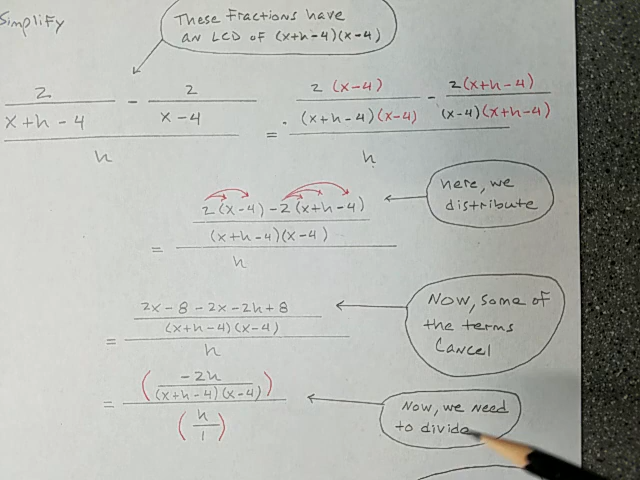 Simplify
These fractions have
an LCD of (x+h-4)(x-4)
2/(x+h-4) - 2/(x-4)
h
= 2(x-4)/((x+h-4)(x-4)) - 2(x+h-4)/((x-4)(x+h-4))
h
2(x-4)-2(x+h-4)
(x+h-4)(x-4)
=
h
here, we
distribute
2x-8-2x-2h+8
(x+h-4)(x-4)
=
h
Now, some of
the terms
cancel
(-2h/((x+h-4)(x-4)))
=
(h/1)
Now, we need
to divide